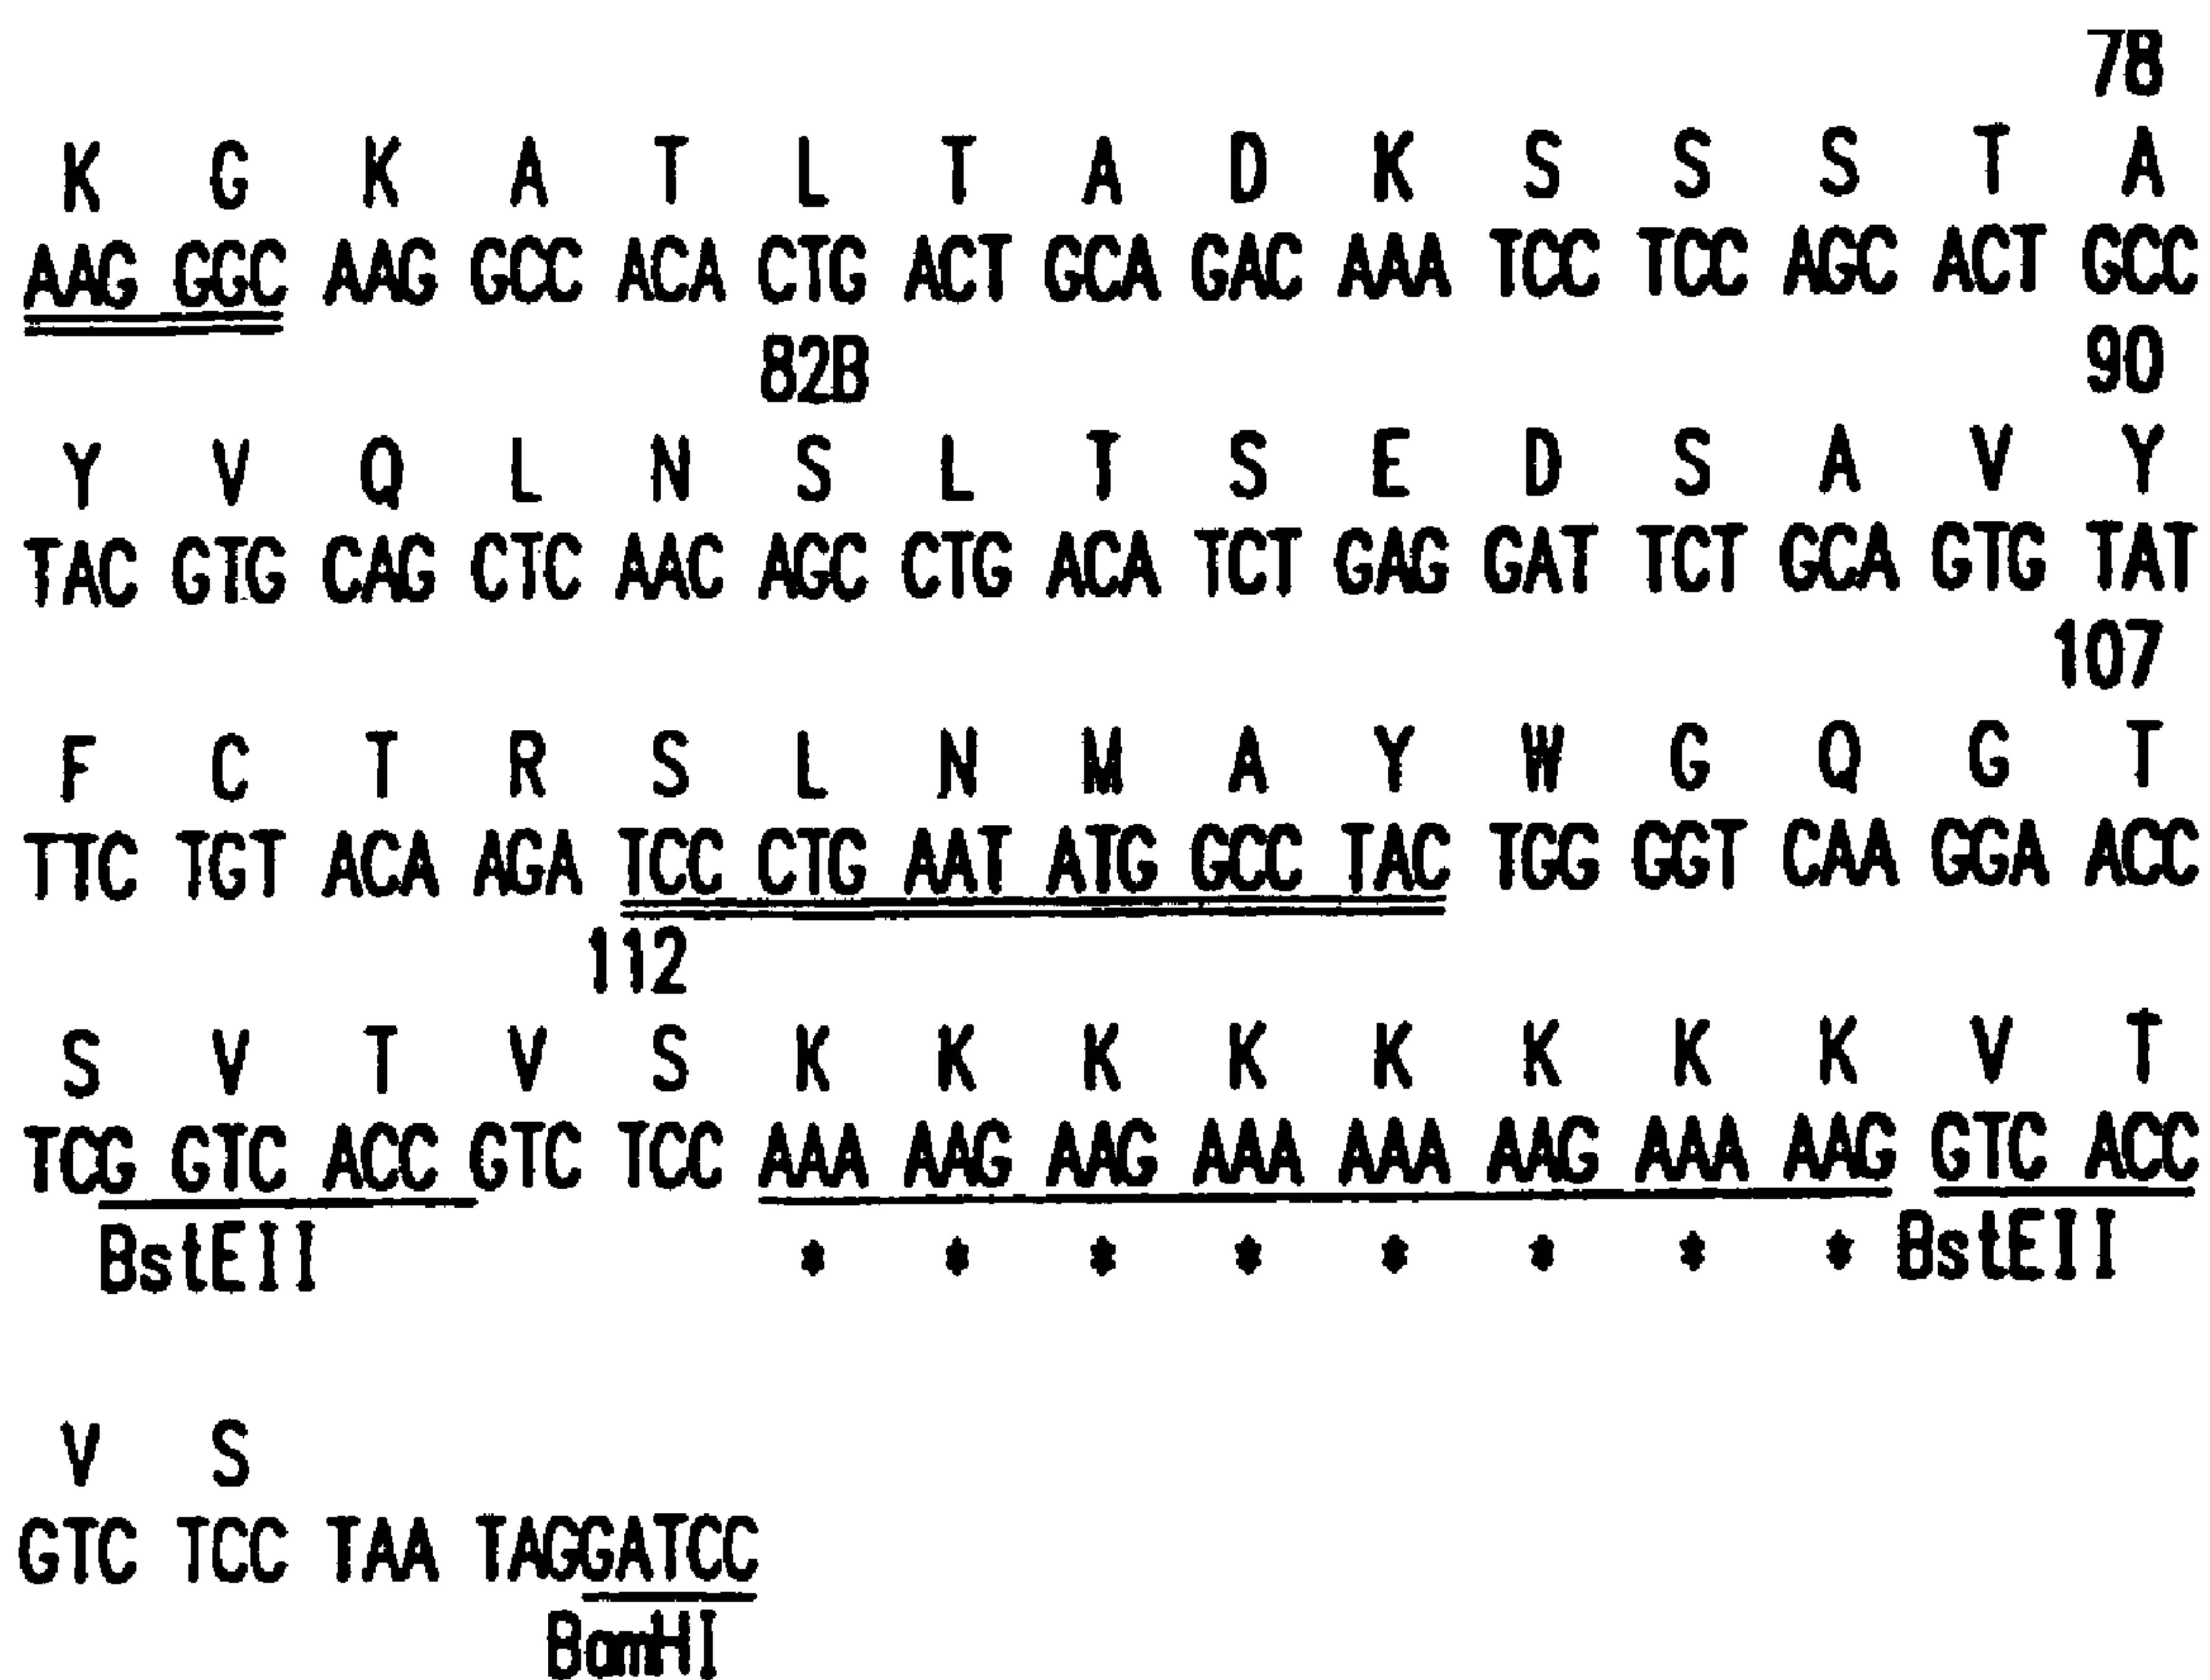 78
K G K A T L T A D K S S S T A
AAG GGC AAG GCC ACA CTG ACT GCA GAC AAA TCC TCC AGC ACT GCC
82B 90
Y V Q L N S L T S E D S A V Y
TAC GTG CAG CTC AAC AGC CTG ACA TCT GAG GAT TCT GCA GTG TAT
107
F C T R S L N M A Y W G Q G T
TTC TGT ACA AGA TCC CTG AAT ATG GCC TAC TGG GGT CAA GGA ACC
112
S V T V S K K K K K K K K V T
TCG GTC ACC GTC TCC AAA AAG AAG AAA AAA AAG AAA AAG GTC ACC
BstEII * * * * * * * * BstEII
V S
GTC TCC TAA TAGGATCC
BamHI